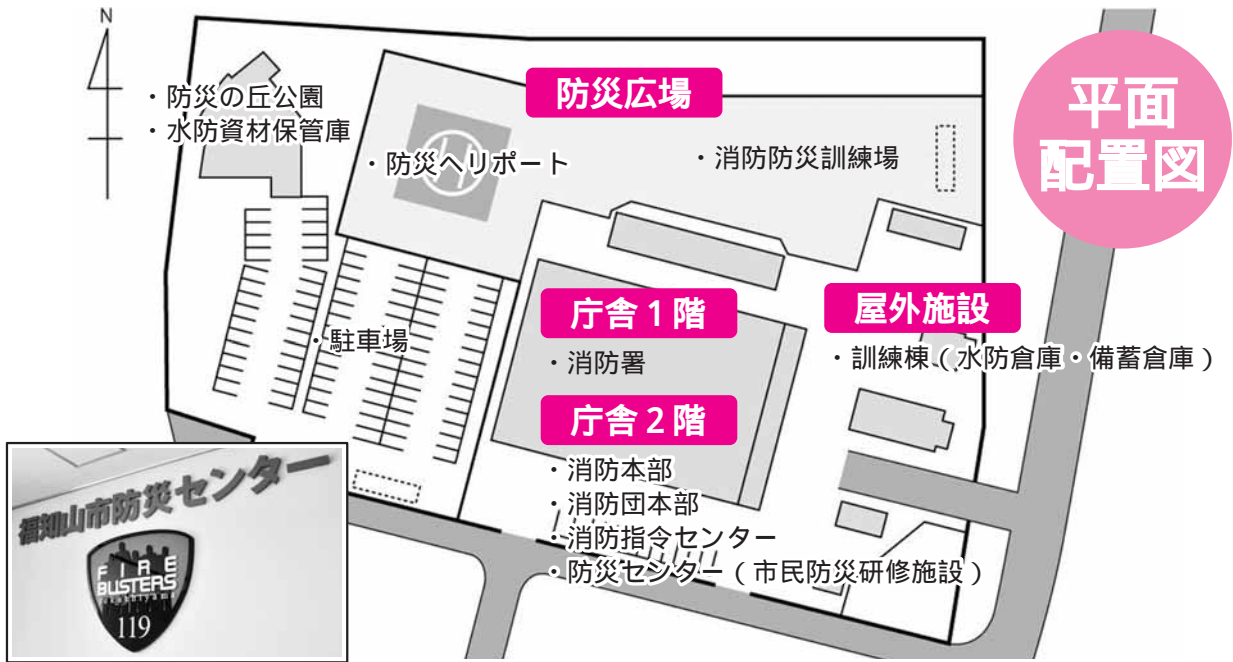 N
平面
配置図
防災広場
・防災の丘公園
・水防資材保管庫
・防災ヘリポート
H
・消防防災訓練場
庁舎1階
・消防署
屋外施設
・訓練棟(水防倉庫・備蓄倉庫)
・駐車場
庁舎2階
・消防本部
・消防団本部
・消防指令センター
・防災センター(市民防災研修施設)
福知山市防災センター
FIRE
BUSTERS
fukuchiyama
119